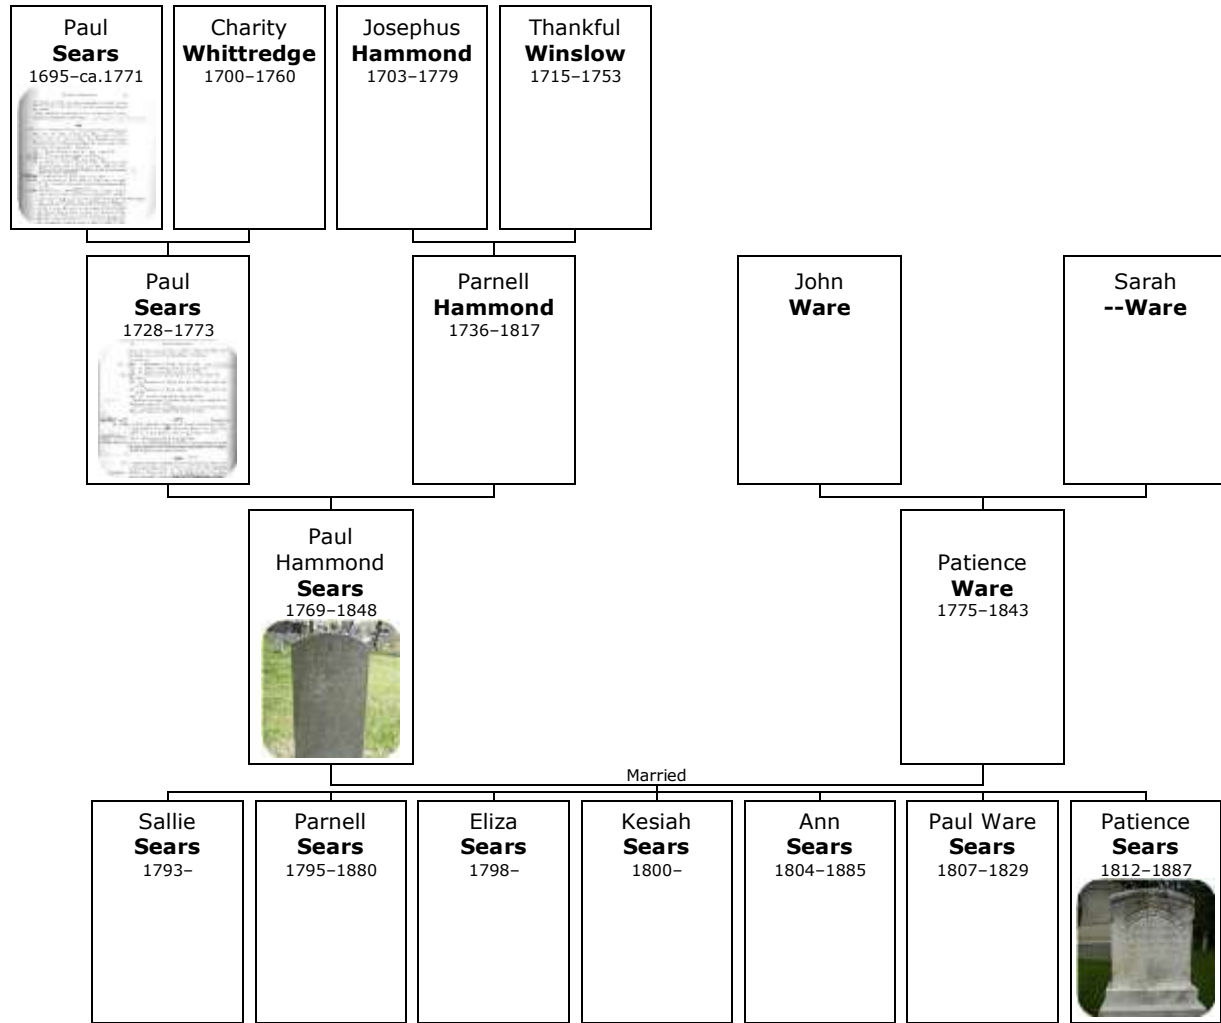 Paul
Sears
1695–ca.1771
Charity
Whittredge
1700–1760
Josephus
Hammond
1703–1779
Thankful
Winslow
1715–1753
Paul
Sears
1728–1773
Parnell
Hammond
1736–1817
John
Ware
Sarah
--Ware
Paul
Hammond
Sears
1769–1848
Patience
Ware
1775–1843
Married
Sallie
Sears
1793–
Parnell
Sears
1795–1880
Eliza
Sears
1798–
Kesiah
Sears
1800–
Ann
Sears
1804–1885
Paul Ware
Sears
1807–1829
Patience
Sears
1812–1887